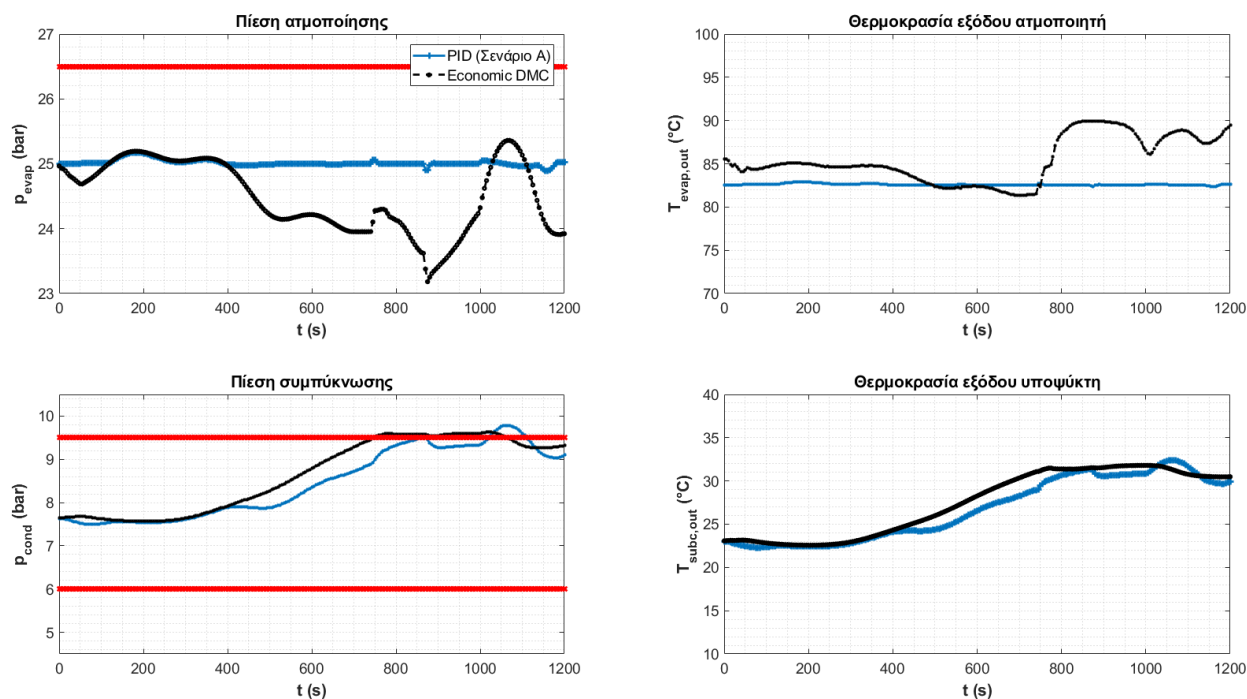 Πίεση ατμοποίησης
27
26
25
24
23
p_evap (bar)
PID (Σενάριο Α)
Economic DMC
0 200 400 600 800 1000 1200
t (s)
Θερμοκρασία εξόδου ατμοποιητή
100
95
90
85
80
75
70
T_evap,out (°C)
0 200 400 600 800 1000 1200
t (s)
Πίεση συμπύκνωσης
10
9
8
7
6
5
p_cond (bar)
0 200 400 600 800 1000 1200
t (s)
Θερμοκρασία εξόδου υποψύκτη
40
35
30
25
20
15
10
T_subc,out (°C)
0 200 400 600 800 1000 1200
t (s)